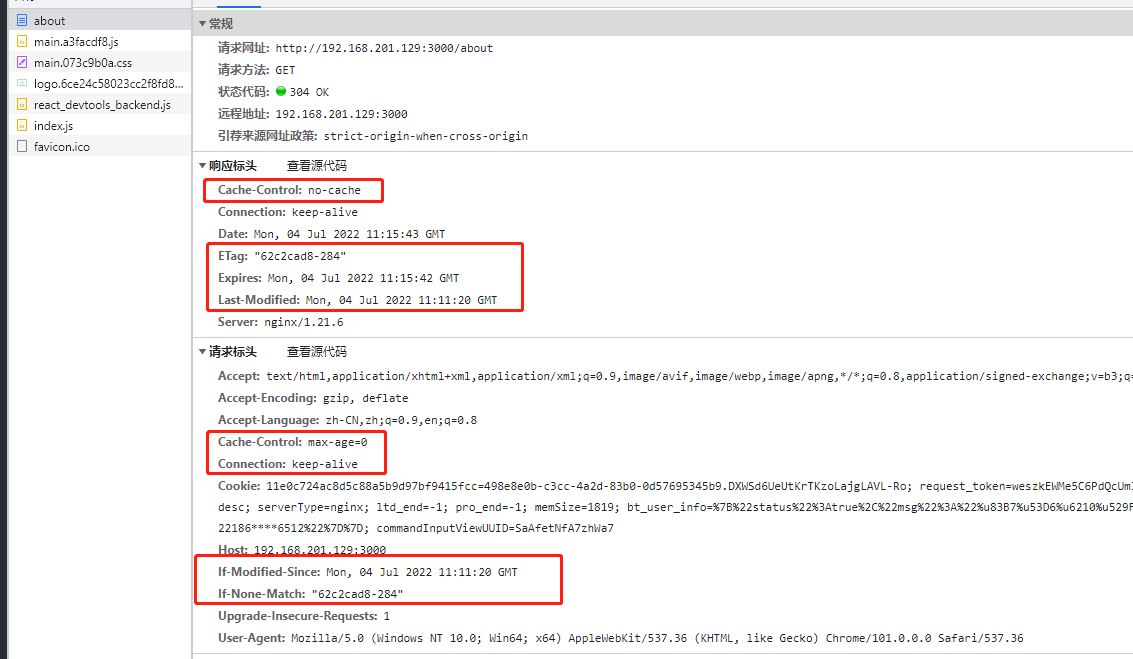 about
main.a3facdf8.js
main.073c9b0a.css
logo.6ce24c58023cc2f8fd8...
react_devtools_backend.js
index.js
favicon.ico
常规
请求网址: http://192.168.201.129:3000/about
请求方法: GET
状态代码: 304 OK
远程地址: 192.168.201.129:3000
引荐来源网址政策: strict-origin-when-cross-origin
响应标头 查看源代码
Cache-Control: no-cache
Connection: keep-alive
Date: Mon, 04 Jul 2022 11:15:43 GMT
ETag: "62c2cad8-284"
Expires: Mon, 04 Jul 2022 11:15:42 GMT
Last-Modified: Mon, 04 Jul 2022 11:11:20 GMT
Server: nginx/1.21.6
请求标头 查看源代码
Accept: text/html,application/xhtml+xml,application/xml;q=0.9,image/avif,image/webp,image/apng,*/*;q=0.8,application/signed-exchange;v=b3;q=
Accept-Encoding: gzip, deflate
Accept-Language: zh-CN,zh;q=0.9,en;q=0.8
Cache-Control: max-age=0
Connection: keep-alive
Cookie: 11e0c724ac8d5c88a5b9d97bf9415fcc=498e8e0b-c3cc-4a2d-83b0-0d57695345b9.DXWSd6UeUtKrTKzoLajgLAVL-Ro; request_token=weszkEWMe5C6PdQcUm
desc; serverType=nginx; ltd_end=-1; pro_end=-1; memSize=1819; bt_user_info=%7B%22status%22%3Atrue%2C%22msg%22%3A%22%u83B7%u53D6%u6210%u529F
22186****6512%22%7D%7D; commandInputViewUUID=SaAfetNfA7zhWa7
Host: 192.168.201.129:3000
If-Modified-Since: Mon, 04 Jul 2022 11:11:20 GMT
If-None-Match: "62c2cad8-284"
Upgrade-Insecure-Requests: 1
User-Agent: Mozilla/5.0 (Windows NT 10.0; Win64; x64) AppleWebKit/537.36 (KHTML, like Gecko) Chrome/101.0.0.0 Safari/537.36